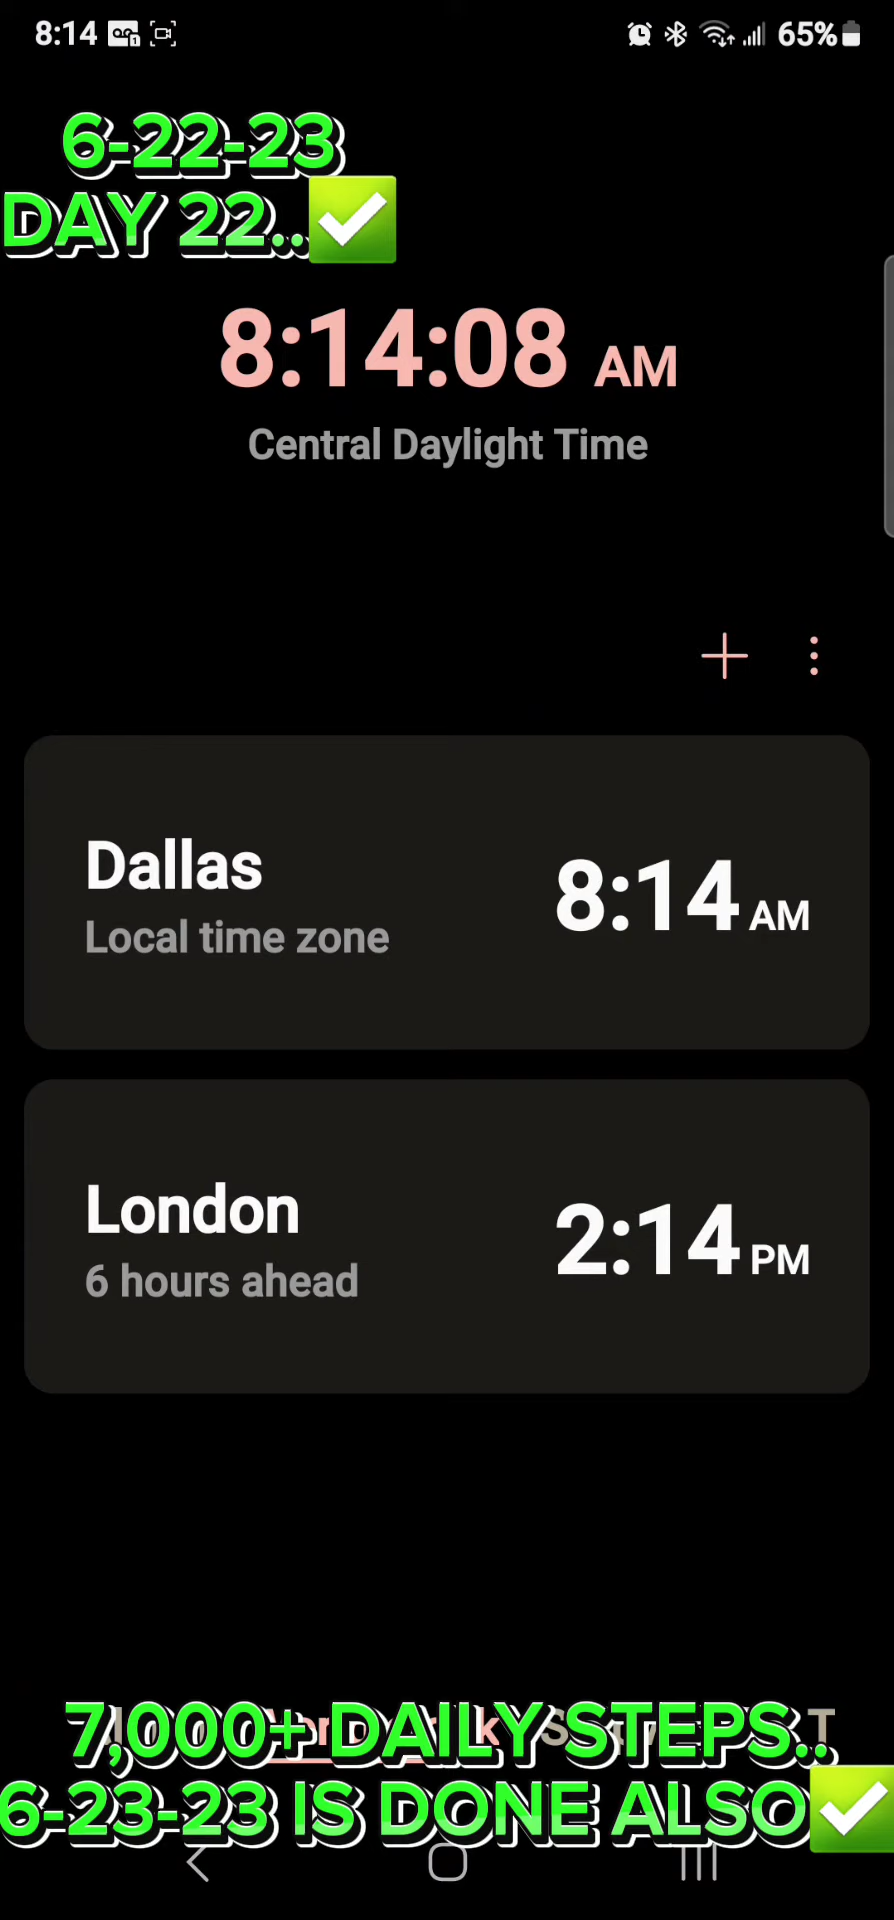 8:14
65%
6-22-23
DAY 22..✅
8:14:08 AM
Central Daylight Time
Dallas
8:14 AM
Local time zone
London
2:14 PM
6 hours ahead
7,000+ DAILY STEPS..
6-23-23 IS DONE ALSO✅